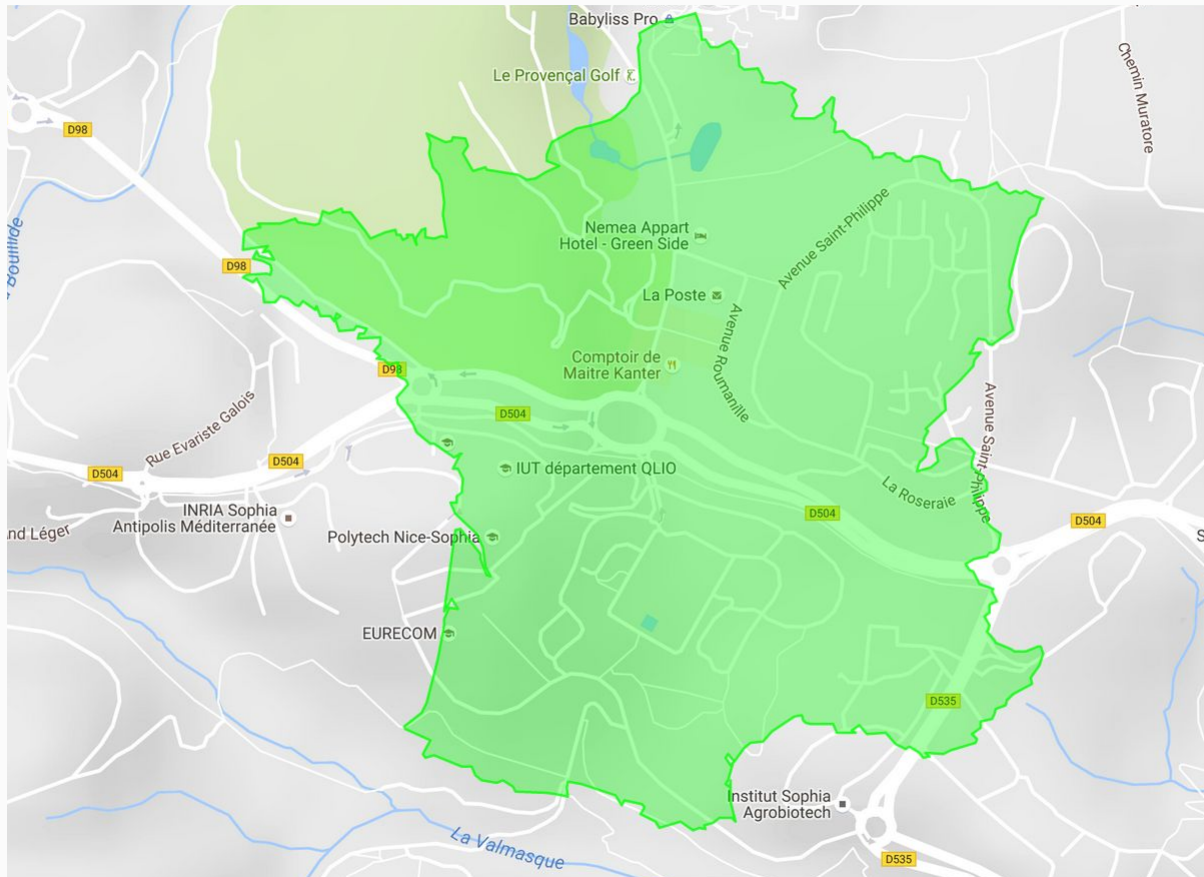 Babyliss Pro
Le Provençal Golf
Chemin Muratore
D98
Avenue Saint-Philippe
Nemea Appart
Hotel - Green Side
Bouillide
D98
La Poste
Avenue Roumanille
Comptoir de
Maitre Kanter
D98
Avenue Saint-Philippe
Rue Evariste Galois
D504
D504
D504
IUT département QLIO
La Roseraie
INRIA Sophia
Antipolis Méditerranée
D504
D504
nd Léger
Polytech Nice-Sophia
S
EURECOM
D535
Institut Sophia
Agrobiotech
La Valmasque
D535